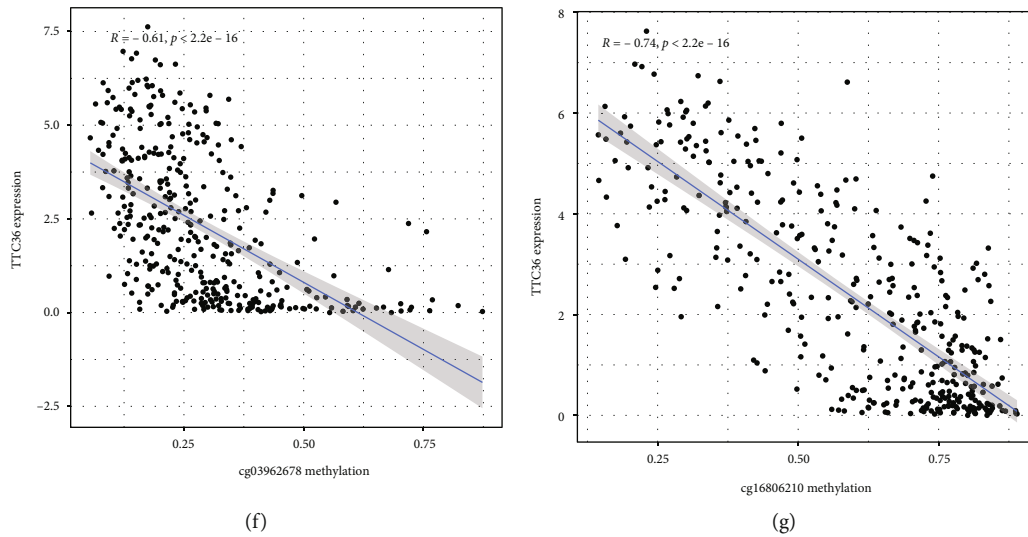 7.5
5.0
2.5
0.0
−2.5
TTC36 expression
R = − 0.61, p < 2.2e − 16
0.25
0.50
0.75
cg03962678 methylation
(f)
8
6
4
2
0
TTC36 expression
R = − 0.74, p < 2.2e − 16
0.25
0.50
0.75
cg16806210 methylation
(g)